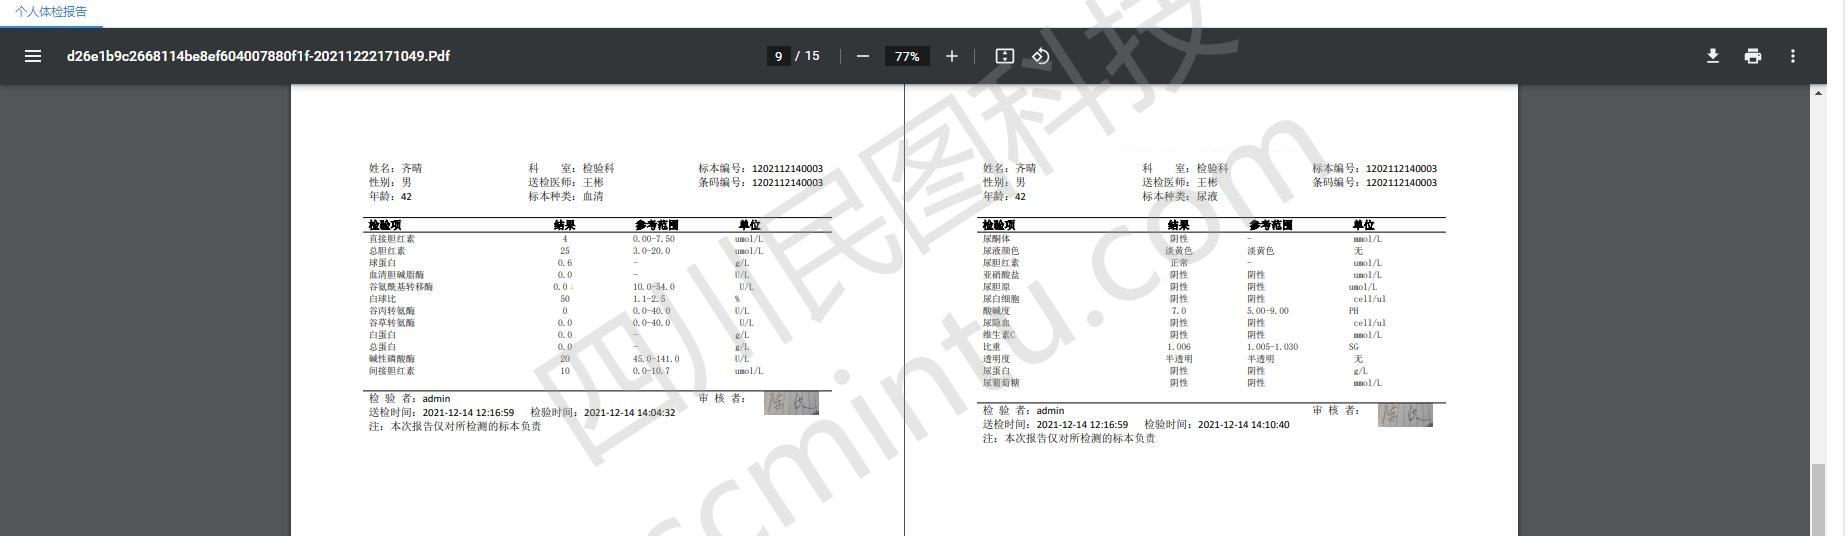 个人体检报告
d26e1b9c2668114be8ef604007880f1f-20211222171049.Pdf 9 / 15 77%
姓名：齐晴 科 室：检验科 标本编号：1202112140003
性别：男 送检医师：王彬 条码编号：1202112140003
年龄：42 标本种类：血清
检验项 结果 参考范围 单位
直接胆红素 4 0.00-7.50 umol/L
总胆红素 25 3.0-20.0 umol/L
球蛋白 0.6 - g/L
血清胆碱脂酶 0.0 - U/L
谷氨酰基转移酶 0.0↓ 10.0-54.0 U/L
白球比 50 1.1-2.5 %
谷丙转氨酶 0 0.0-40.0 U/L
谷草转氨酶 0.0 0.0-40.0 U/L
白蛋白 0.0 - g/L
总蛋白 0.0 - g/L
碱性磷酸酶 20 45.0-141.0 U/L
间接胆红素 10 0.0-10.7 umol/L
检 验 者：admin 审 核 者：
送检时间：2021-12-14 12:16:59 检验时间：2021-12-14 14:04:32
注：本次报告仅对所检测的标本负责
姓名：齐晴 科 室：检验科 标本编号：1202112140003
性别：男 送检医师：王彬 条码编号：1202112140003
年龄：42 标本种类：尿液
检验项 结果 参考范围 单位
尿酮体 阴性 - mmol/L
尿液颜色 淡黄色 淡黄色 无
尿胆红素 正常 - umol/L
亚硝酸盐 阴性 阴性 umol/L
尿胆原 阴性 阴性 umol/L
尿白细胞 阴性 阴性 cell/ul
酸碱度 7.0 5.00-9.00 PH
尿隐血 阴性 阴性 cell/ul
维生素C 阴性 阴性 mmol/L
比重 1.006 1.005-1.030 SG
透明度 半透明 半透明 无
尿蛋白 阴性 阴性 g/L
尿葡萄糖 阴性 阴性 mmol/L
检 验 者：admin 审 核 者：
送检时间：2021-12-14 12:16:59 检验时间：2021-12-14 14:10:40
注：本次报告仅对所检测的标本负责
四川民图科技
scmintu.com